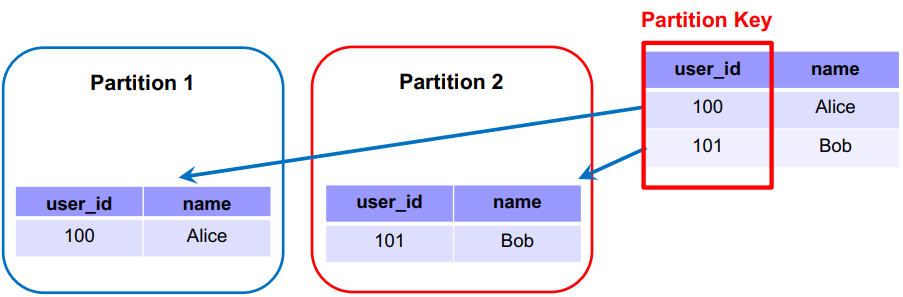 Partition Key
user_id name
100 Alice
101 Bob
Partition 1
user_id name
100 Alice
Partition 2
user_id name
101 Bob